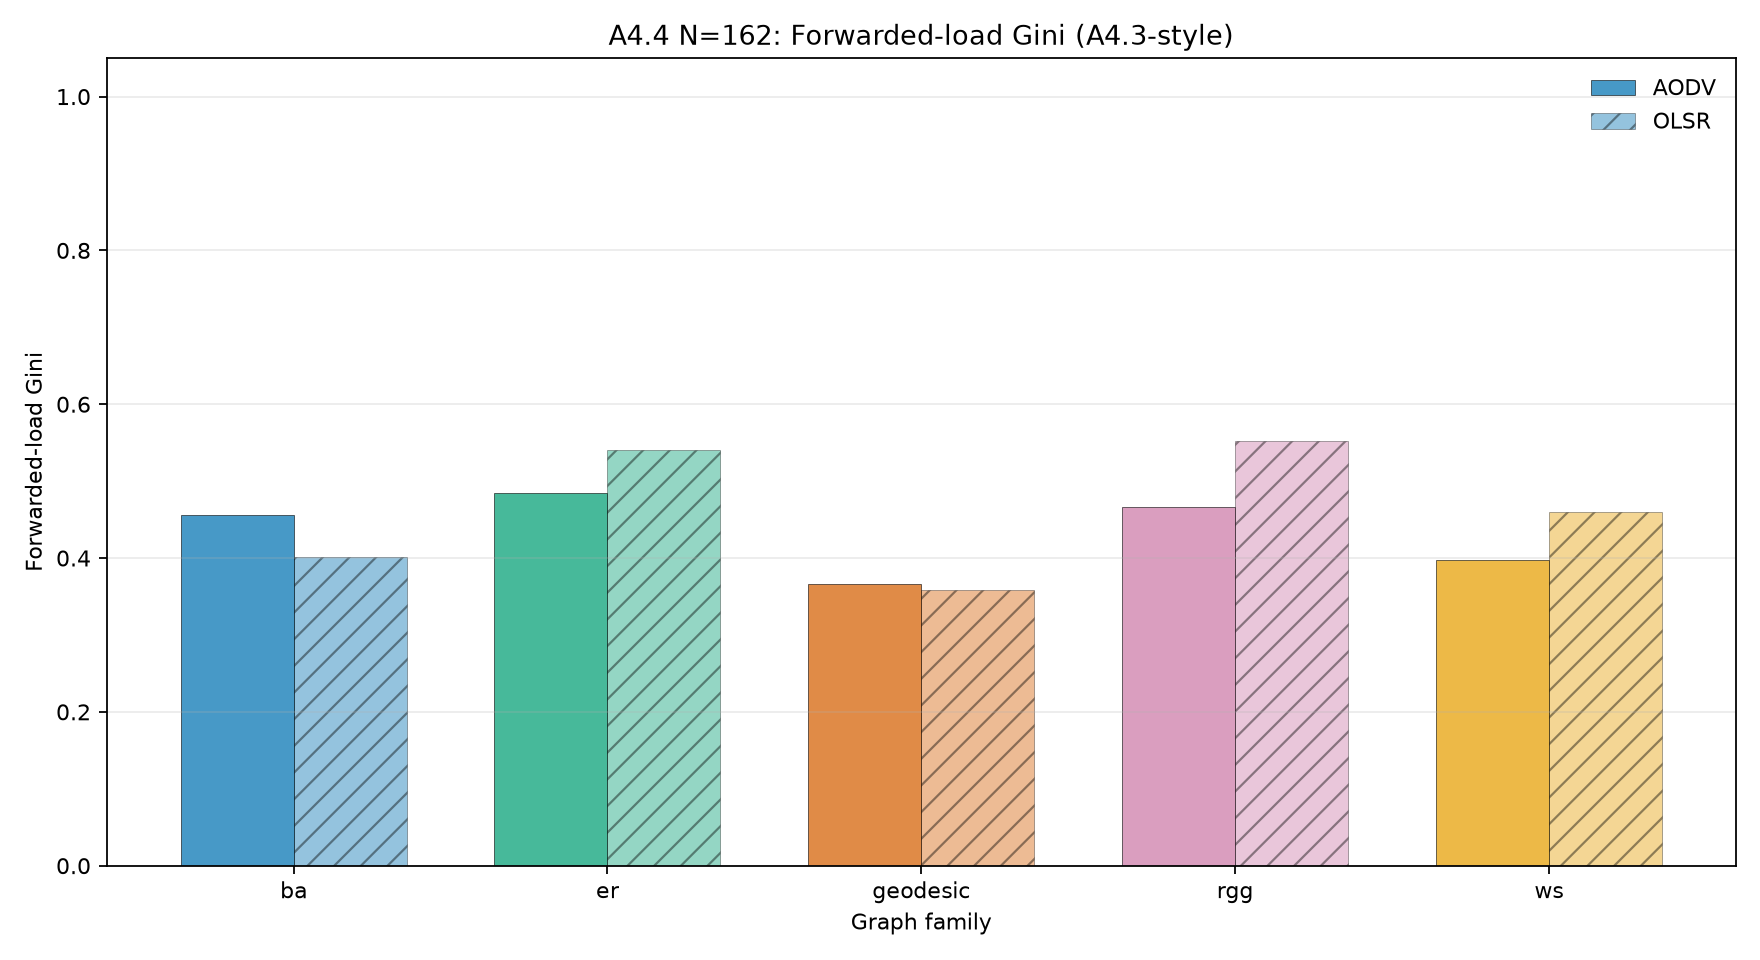 A4.4 N=162: Forwarded-load Gini (A4.3-style)
AODV
OLSR
Forwarded-load Gini
1.0
0.8
0.6
0.4
0.2
0.0
ba er geodesic rgg ws
Graph family